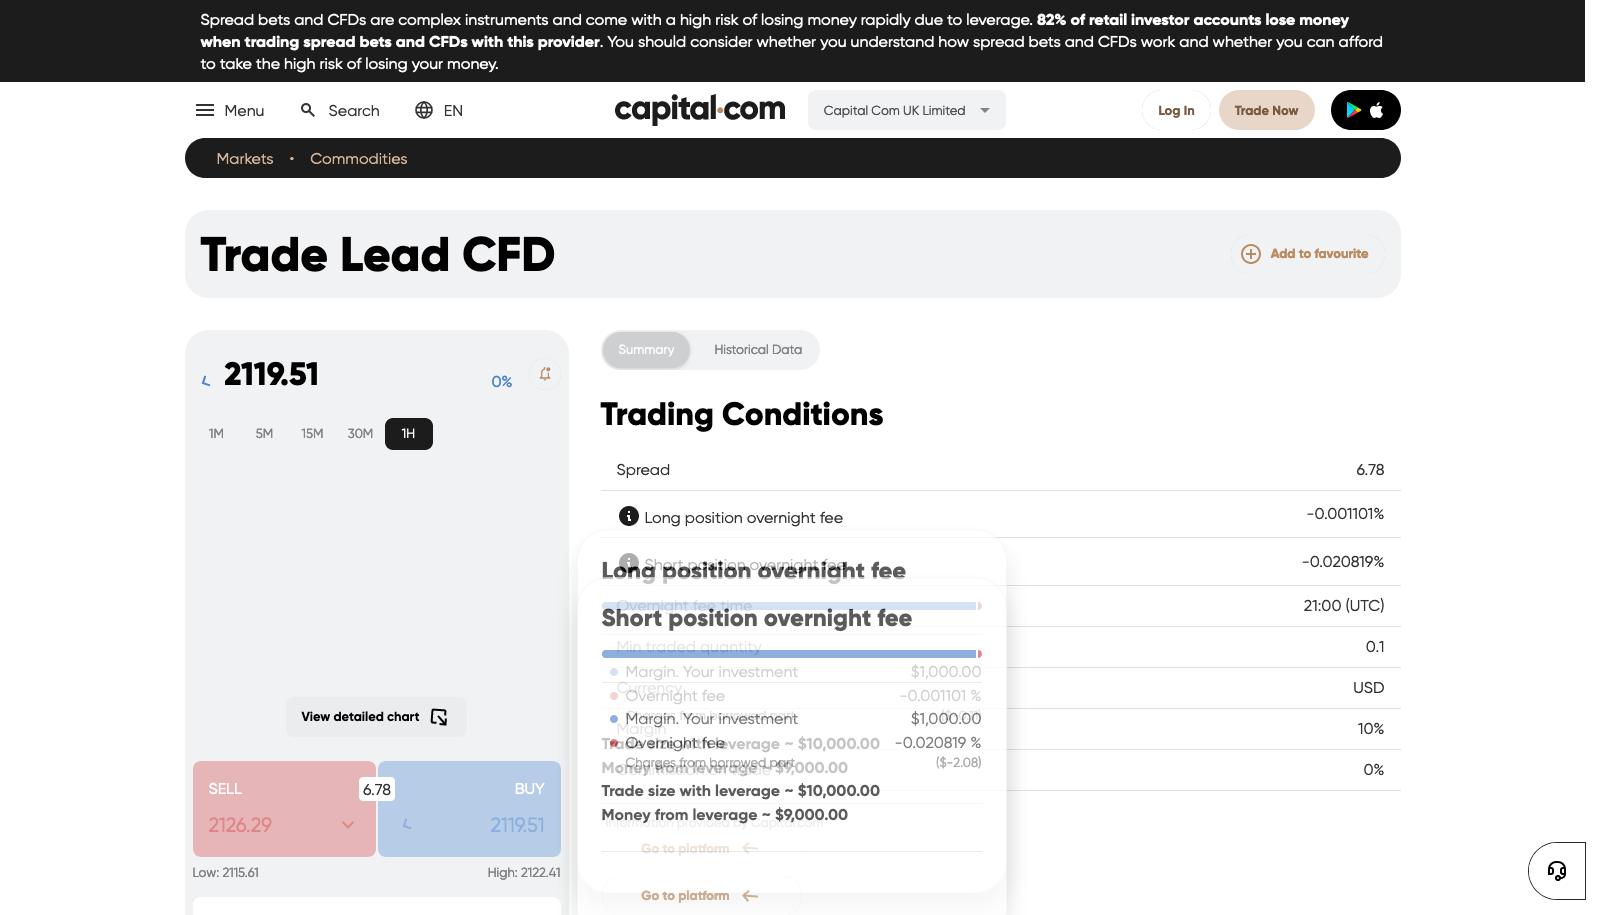 Spread bets and CFDs are complex instruments and come with a high risk of losing money rapidly due to leverage. 82% of retail investor accounts lose money
when trading spread bets and CFDs with this provider. You should consider whether you understand how spread bets and CFDs work and whether you can afford
to take the high risk of losing your money.
Menu
Search
EN
capital.com
Capital Com UK Limited
Log In
Trade Now
Markets • Commodities
Trade Lead CFD
Add to favourite
2119.51
0%
1M 5M 15M 30M 1H
View detailed chart
SELL
2126.29
6.78
BUY
2119.51
Low: 2115.61
High: 2122.41
Summary
Historical Data
Trading Conditions
Spread 6.78
Long position overnight fee -0.001101%
Short position overnight fee -0.020819%
Overnight fee time 21:00 (UTC)
Min traded quantity 0.1
Currency USD
Margin 10%
0%
Information provided by Capital.com
Long position overnight fee
Margin. Your investment $1,000.00
Overnight fee -0.001101 %
Charges from borrowed part
Trade size with leverage ~ $10,000.00
Money from leverage ~ $9,000.00
Go to platform
Short position overnight fee
Margin. Your investment $1,000.00
Overnight fee -0.020819 %
Charges from borrowed part ($-2.08)
Trade size with leverage ~ $10,000.00
Money from leverage ~ $9,000.00
Go to platform